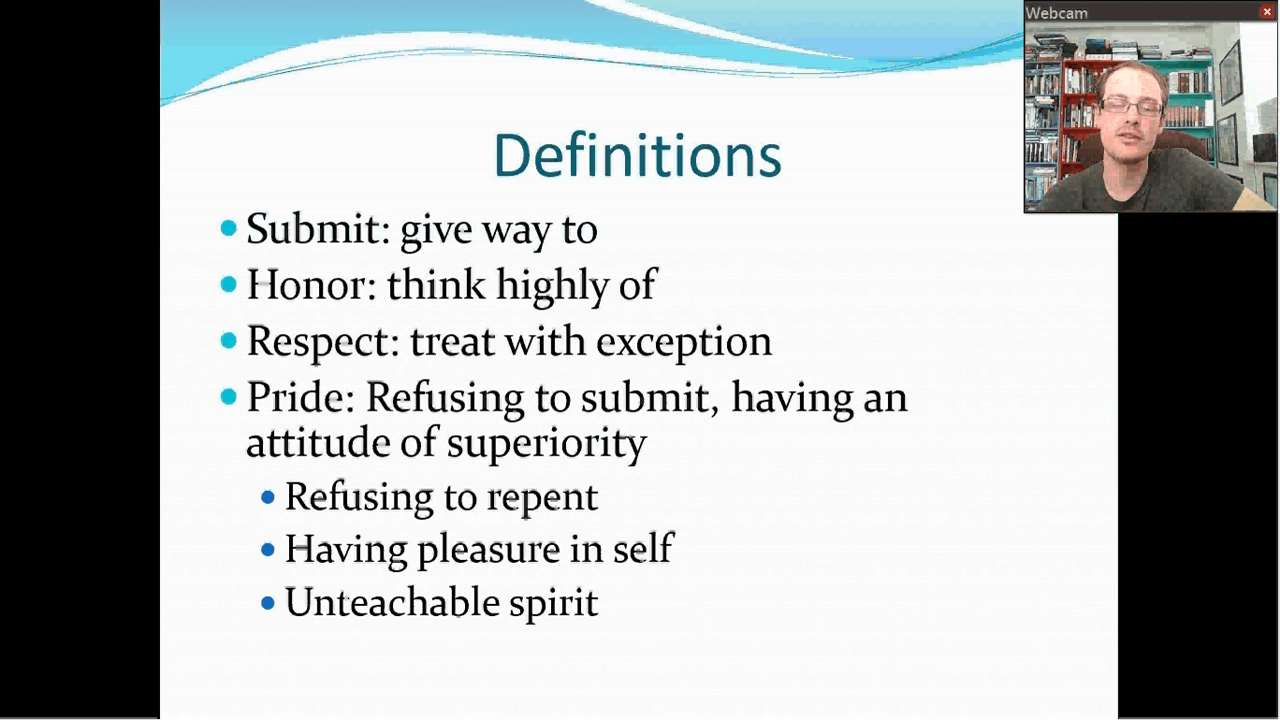 Webcam
Definitions
Submit: give way to
Honor: think highly of
Respect: treat with exception
Pride: Refusing to submit, having an
attitude of superiority
Refusing to repent
Having pleasure in self
Unteachable spirit